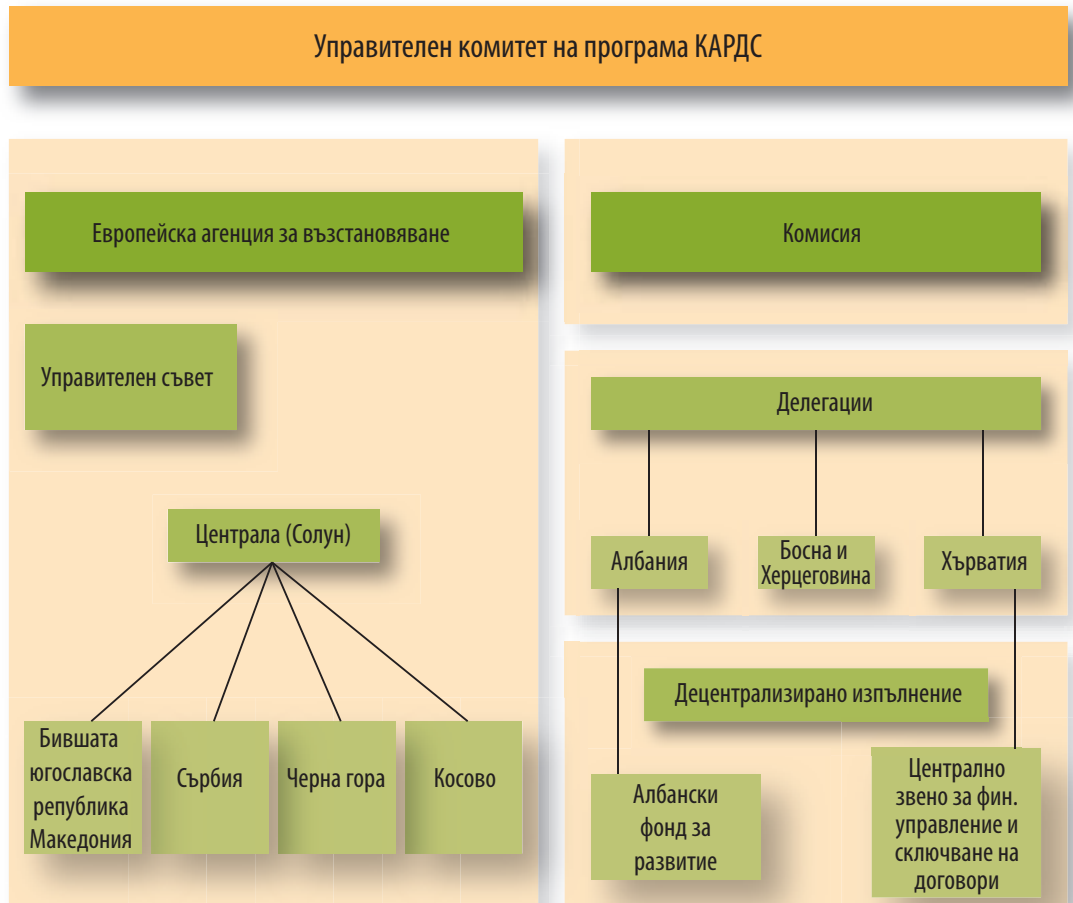 Управителен комитет на програма КАРДС
Европейска агенция за възстановяване
Управителен съвет
Централа (Солун)
Бившата
югославска
република
Македония
Сърбия
Черна гора
Косово
Комисия
Делегации
Албания
Босна и
Херцеговина
Хърватия
Децентрализирано изпълнение
Албански
фонд за
развитие
Централно
звено за фин.
управление и
сключване на
договори